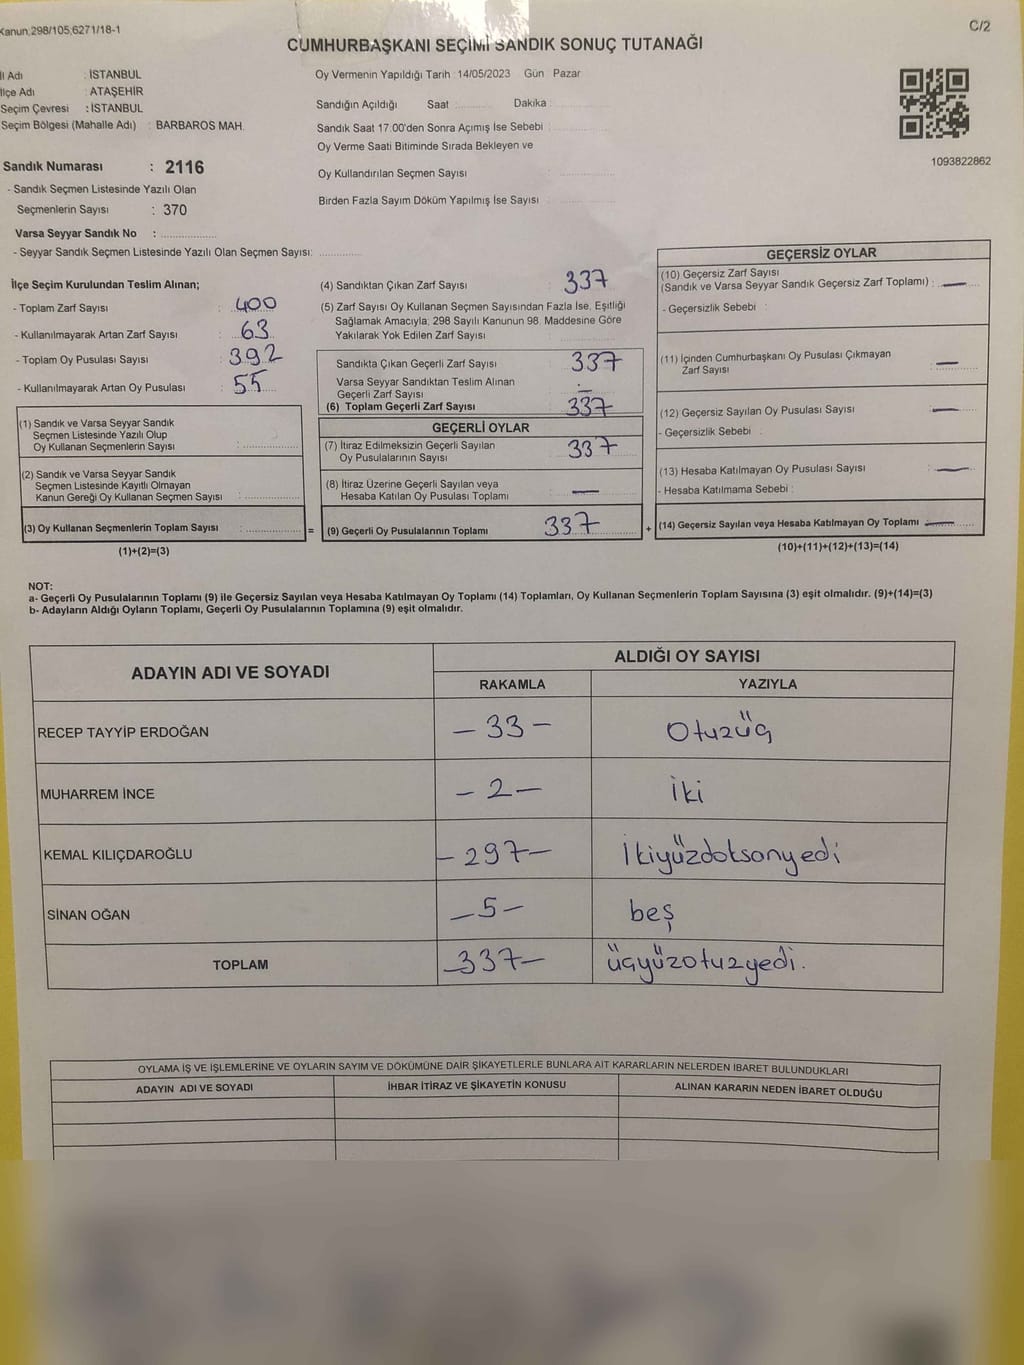 Kanun;298/105;6271/18-1
C/2
CUMHURBAŞKANI SEÇİMİ SANDIK SONUÇ TUTANAĞI
İl Adı : İSTANBUL
İlçe Adı : ATAŞEHİR
Seçim Çevresi : İSTANBUL
Seçim Bölgesi (Mahalle Adı) : BARBAROS MAH.
Sandık Numarası : 2116
- Sandık Seçmen Listesinde Yazılı Olan
Seçmenlerin Sayısı : 370
Varsa Seyyar Sandık No :
- Seyyar Sandık Seçmen Listesinde Yazılı Olan Seçmen Sayısı:
Oy Vermenin Yapıldığı Tarih : 14/05/2023 Gün Pazar
Sandığın Açıldığı Saat Dakika :
Sandık Saat 17:00'den Sonra Açımış İse Sebebi :
Oy Verme Saati Bitiminde Sırada Bekleyen ve
Oy Kullandırılan Seçmen Sayısı :
Birden Fazla Sayım Döküm Yapılmış İse Sayısı :
1093822862
İlçe Seçim Kurulundan Teslim Alınan;
- Toplam Zarf Sayısı : 400
- Kullanılmayarak Artan Zarf Sayısı : 63
- Toplam Oy Pusulası Sayısı : 392
- Kullanılmayarak Artan Oy Pusulası : 55
(1) Sandık ve Varsa Seyyar Sandık
Seçmen Listesinde Yazılı Olup
Oy Kullanan Seçmenlerin Sayısı :
(2) Sandık ve Varsa Seyyar Sandık
Seçmen Listesinde Kayıtlı Olmayan
Kanun Gereği Oy Kullanan Seçmen Sayısı :
(3) Oy Kullanan Seçmenlerin Toplam Sayısı : =
(1)+(2)=(3)
(4) Sandıktan Çıkan Zarf Sayısı : 337
(5) Zarf Sayısı Oy Kullanan Seçmen Sayısından Fazla İse, Eşitliği
Sağlamak Amacıyla; 298 Sayılı Kanunun 98. Maddesine Göre
Yakılarak Yok Edilen Zarf Sayısı :
Sandıkta Çıkan Geçerli Zarf Sayısı : 337
Varsa Seyyar Sandıktan Teslim Alınan
Geçerli Zarf Sayısı : -
(6) Toplam Geçerli Zarf Sayısı : 337
GEÇERLİ OYLAR
(7) İtiraz Edilmeksizin Geçerli Sayılan
Oy Pusulalarının Sayısı : 337
(8) İtiraz Üzerine Geçerli Sayılan veya
Hesaba Katılan Oy Pusulası Toplamı : —
(9) Geçerli Oy Pusulalarının Toplamı : 337 +
GEÇERSİZ OYLAR
(10) Geçersiz Zarf Sayısı
(Sandık ve Varsa Seyyar Sandık Geçersiz Zarf Toplamı) : —
- Geçersizlik Sebebi :
(11) İçinden Cumhurbaşkanı Oy Pusulası Çıkmayan
Zarf Sayısı : —
(12) Geçersiz Sayılan Oy Pusulası Sayısı : —
- Geçersizlik Sebebi :
(13) Hesaba Katılmayan Oy Pusulası Sayısı : —
- Hesaba Katılmama Sebebi :
(14) Geçersiz Sayılan veya Hesaba Katılmayan Oy Toplamı : —
(10)+(11)+(12)+(13)=(14)
NOT:
a- Geçerli Oy Pusulalarının Toplamı (9) ile Geçersiz Sayılan veya Hesaba Katılmayan Oy Toplamı (14) Toplamları, Oy Kullanan Seçmenlerin Toplam Sayısına (3) eşit olmalıdır. (9)+(14)=(3)
b- Adayların Aldığı Oyların Toplamı, Geçerli Oy Pusulalarının Toplamına (9) eşit olmalıdır.
ADAYIN ADI VE SOYADI ALDIĞI OY SAYISI
RAKAMLA YAZIYLA
RECEP TAYYİP ERDOĞAN - 33 - Otuzüç
MUHARREM İNCE - 2 - İki
KEMAL KILIÇDAROĞLU - 297 - İkiyüzdoksanyedi
SİNAN OĞAN - 5 - beş
TOPLAM - 337 - üçyüzotuzyedi.
OYLAMA İŞ VE İŞLEMLERİNE VE OYLARIN SAYIM VE DÖKÜMÜNE DAİR ŞİKAYETLERLE BUNLARA AİT KARARLARIN NELERDEN İBARET BULUNDUKLARI
ADAYIN ADI VE SOYADI İHBAR İTİRAZ VE ŞİKAYETİN KONUSU ALINAN KARARIN NEDEN İBARET OLDUĞU